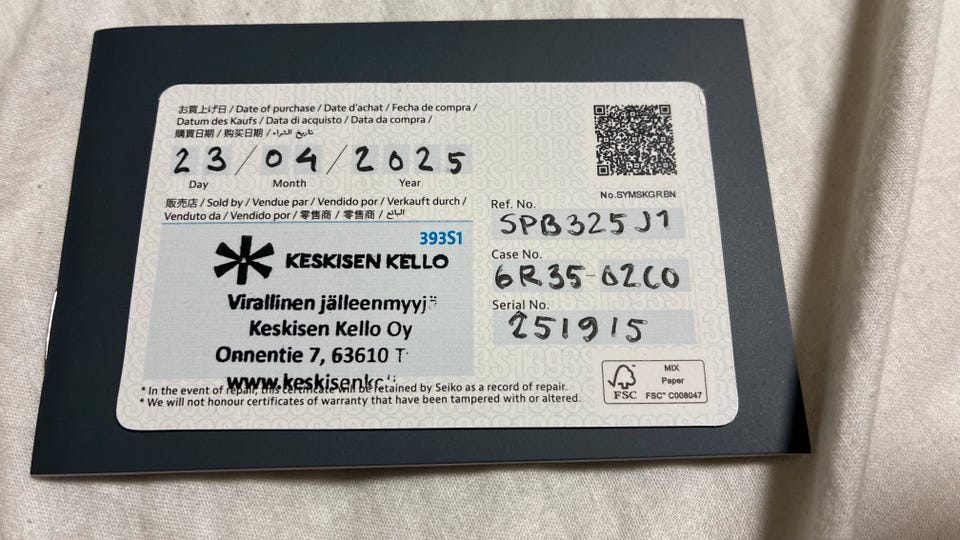 お買上げ日 / Date of purchase / Date d'achat / Fecha de compra /
Datum des Kaufs / Data di acquisto / Data da compra /
購買日期 / 购买日期 / تاريخ الشراء
23/04/2025
Day Month Year
販売店 / Sold by / Vendue par / Vendido por / Verkauft durch /
Venduto da / Vendido por / 零售商 / 零售商 / البائع
393S1
KESKISEN KELLO
Virallinen
Keskisen Kello Oy
Onnentie 7, 63610
* In the event of repair, this certificate will be retained by Seiko as a record of repair.
* We will not honour certificates of warranty that have been tampered with or altered.
No.SYMSKGRBN
Ref. No.
SPB325J1
Case No.
6R35-02C0
Serial No.
251915
MIX
Paper
FSC FSC™ C008047